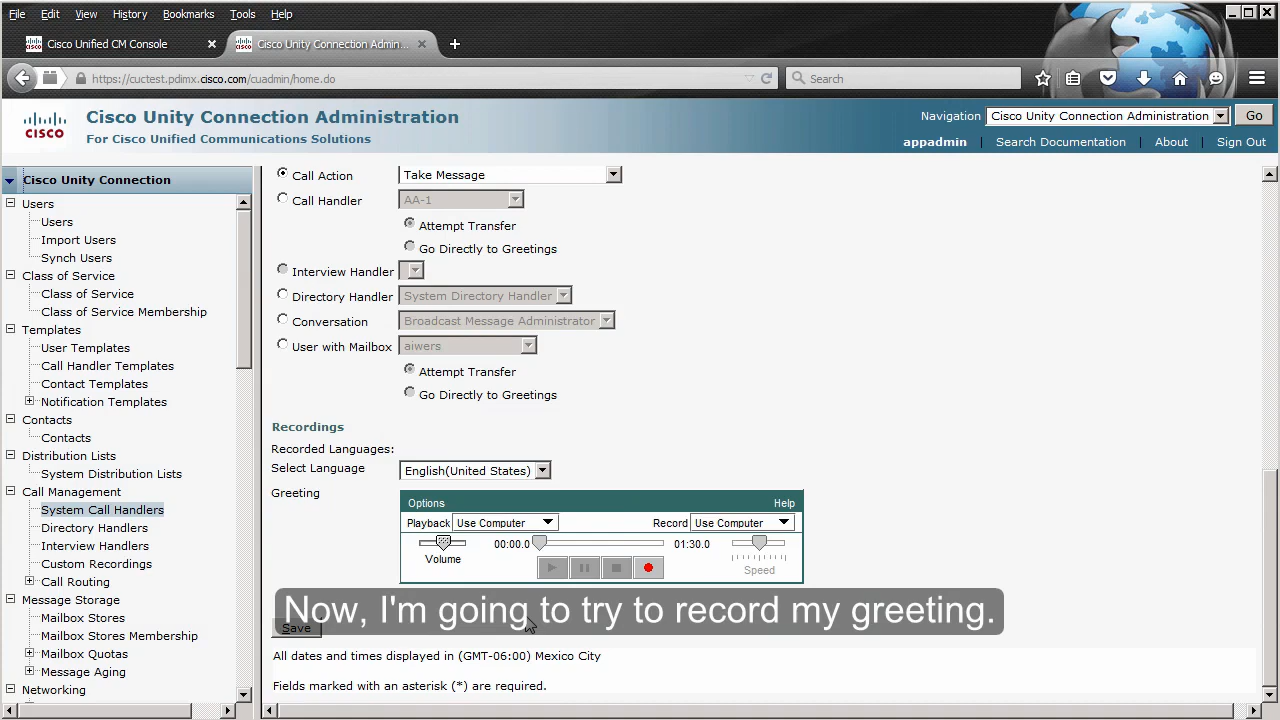 File Edit View History Bookmarks Tools Help
Cisco Unified CM Console
Cisco Unity Connection Admin...
https://cuctest.pdimx.cisco.com/cuadmin/home.do
Search
CISCO
Cisco Unity Connection Administration
For Cisco Unified Communications Solutions
Navigation Cisco Unity Connection Administration Go
appadmin Search Documentation About Sign Out
Cisco Unity Connection
Users
Users
Import Users
Synch Users
Class of Service
Class of Service
Class of Service Membership
Templates
User Templates
Call Handler Templates
Contact Templates
Notification Templates
Contacts
Contacts
Distribution Lists
System Distribution Lists
Call Management
System Call Handlers
Directory Handlers
Interview Handlers
Custom Recordings
Call Routing
Message Storage
Mailbox Stores
Mailbox Stores Membership
Mailbox Quotas
Message Aging
Networking
Call Action Take Message
Call Handler AA-1
Attempt Transfer
Go Directly to Greetings
Interview Handler
Directory Handler System Directory Handler
Conversation Broadcast Message Administrator
User with Mailbox aiwers
Attempt Transfer
Go Directly to Greetings
Recordings
Recorded Languages:
Select Language English(United States)
Greeting
Options Help
Playback Use Computer Record Use Computer
00:00.0 01:30.0
Volume Speed
Now, I'm going to try to record my greeting.
Save
All dates and times displayed in (GMT-06:00) Mexico City
Fields marked with an asterisk (*) are required.